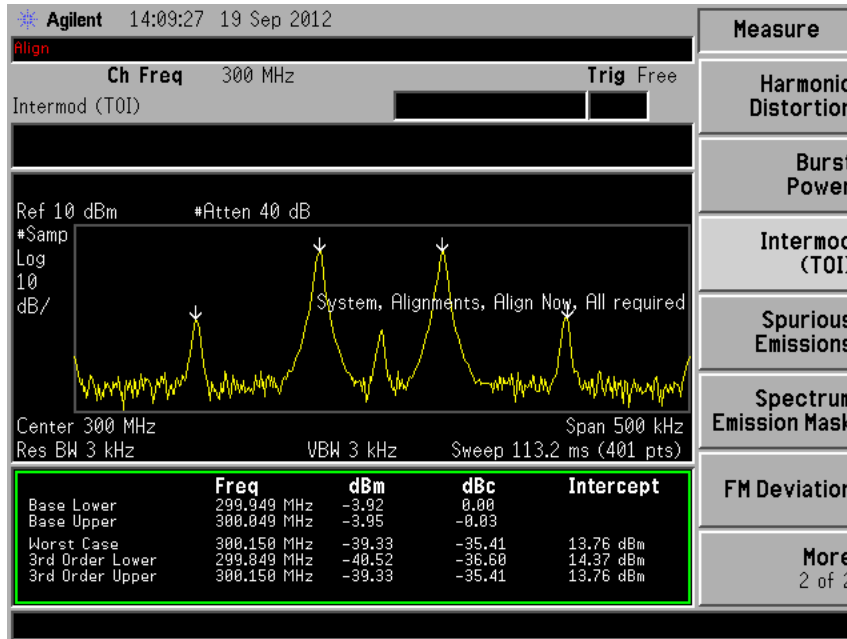 Agilent 14:09:27 19 Sep 2012
Measure
Align
Ch Freq 300 MHz Trig Free
Intermod (TOI)
Harmonic
Distortion
Burst
Power
Ref 10 dBm #Atten 40 dB
#Samp
Log
10
dB/
Intermod
(TOI)
System, Alignments, Align Now, All required
Spurious
Emissions
Spectrum
Emission Mask
Center 300 MHz Span 500 kHz
Res BW 3 kHz VBW 3 kHz Sweep 113.2 ms (401 pts)
Freq dBm dBc Intercept
Base Lower 299.949 MHz -3.92 0.00
Base Upper 300.049 MHz -3.95 -0.03
Worst Case 300.150 MHz -39.33 -35.41 13.76 dBm
3rd Order Lower 299.849 MHz -40.52 -36.60 14.37 dBm
3rd Order Upper 300.150 MHz -39.33 -35.41 13.76 dBm
FM Deviation
More
2 of 2